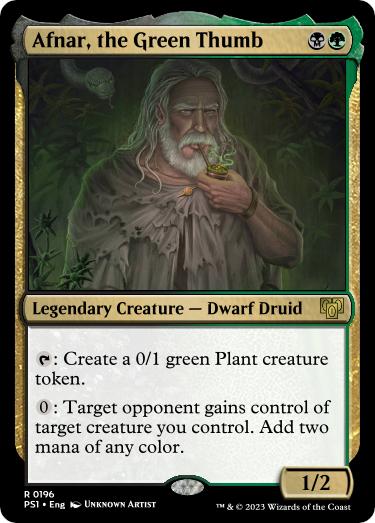 Afnar, the Green Thumb
Legendary Creature — Dwarf Druid
: Create a 0/1 green Plant creature
token.
0: Target opponent gains control of
target creature you control. Add two
mana of any color.
1/2
R 0196
PS1 • Eng Unknown Artist
™ & © 2023 Wizards of the Coast